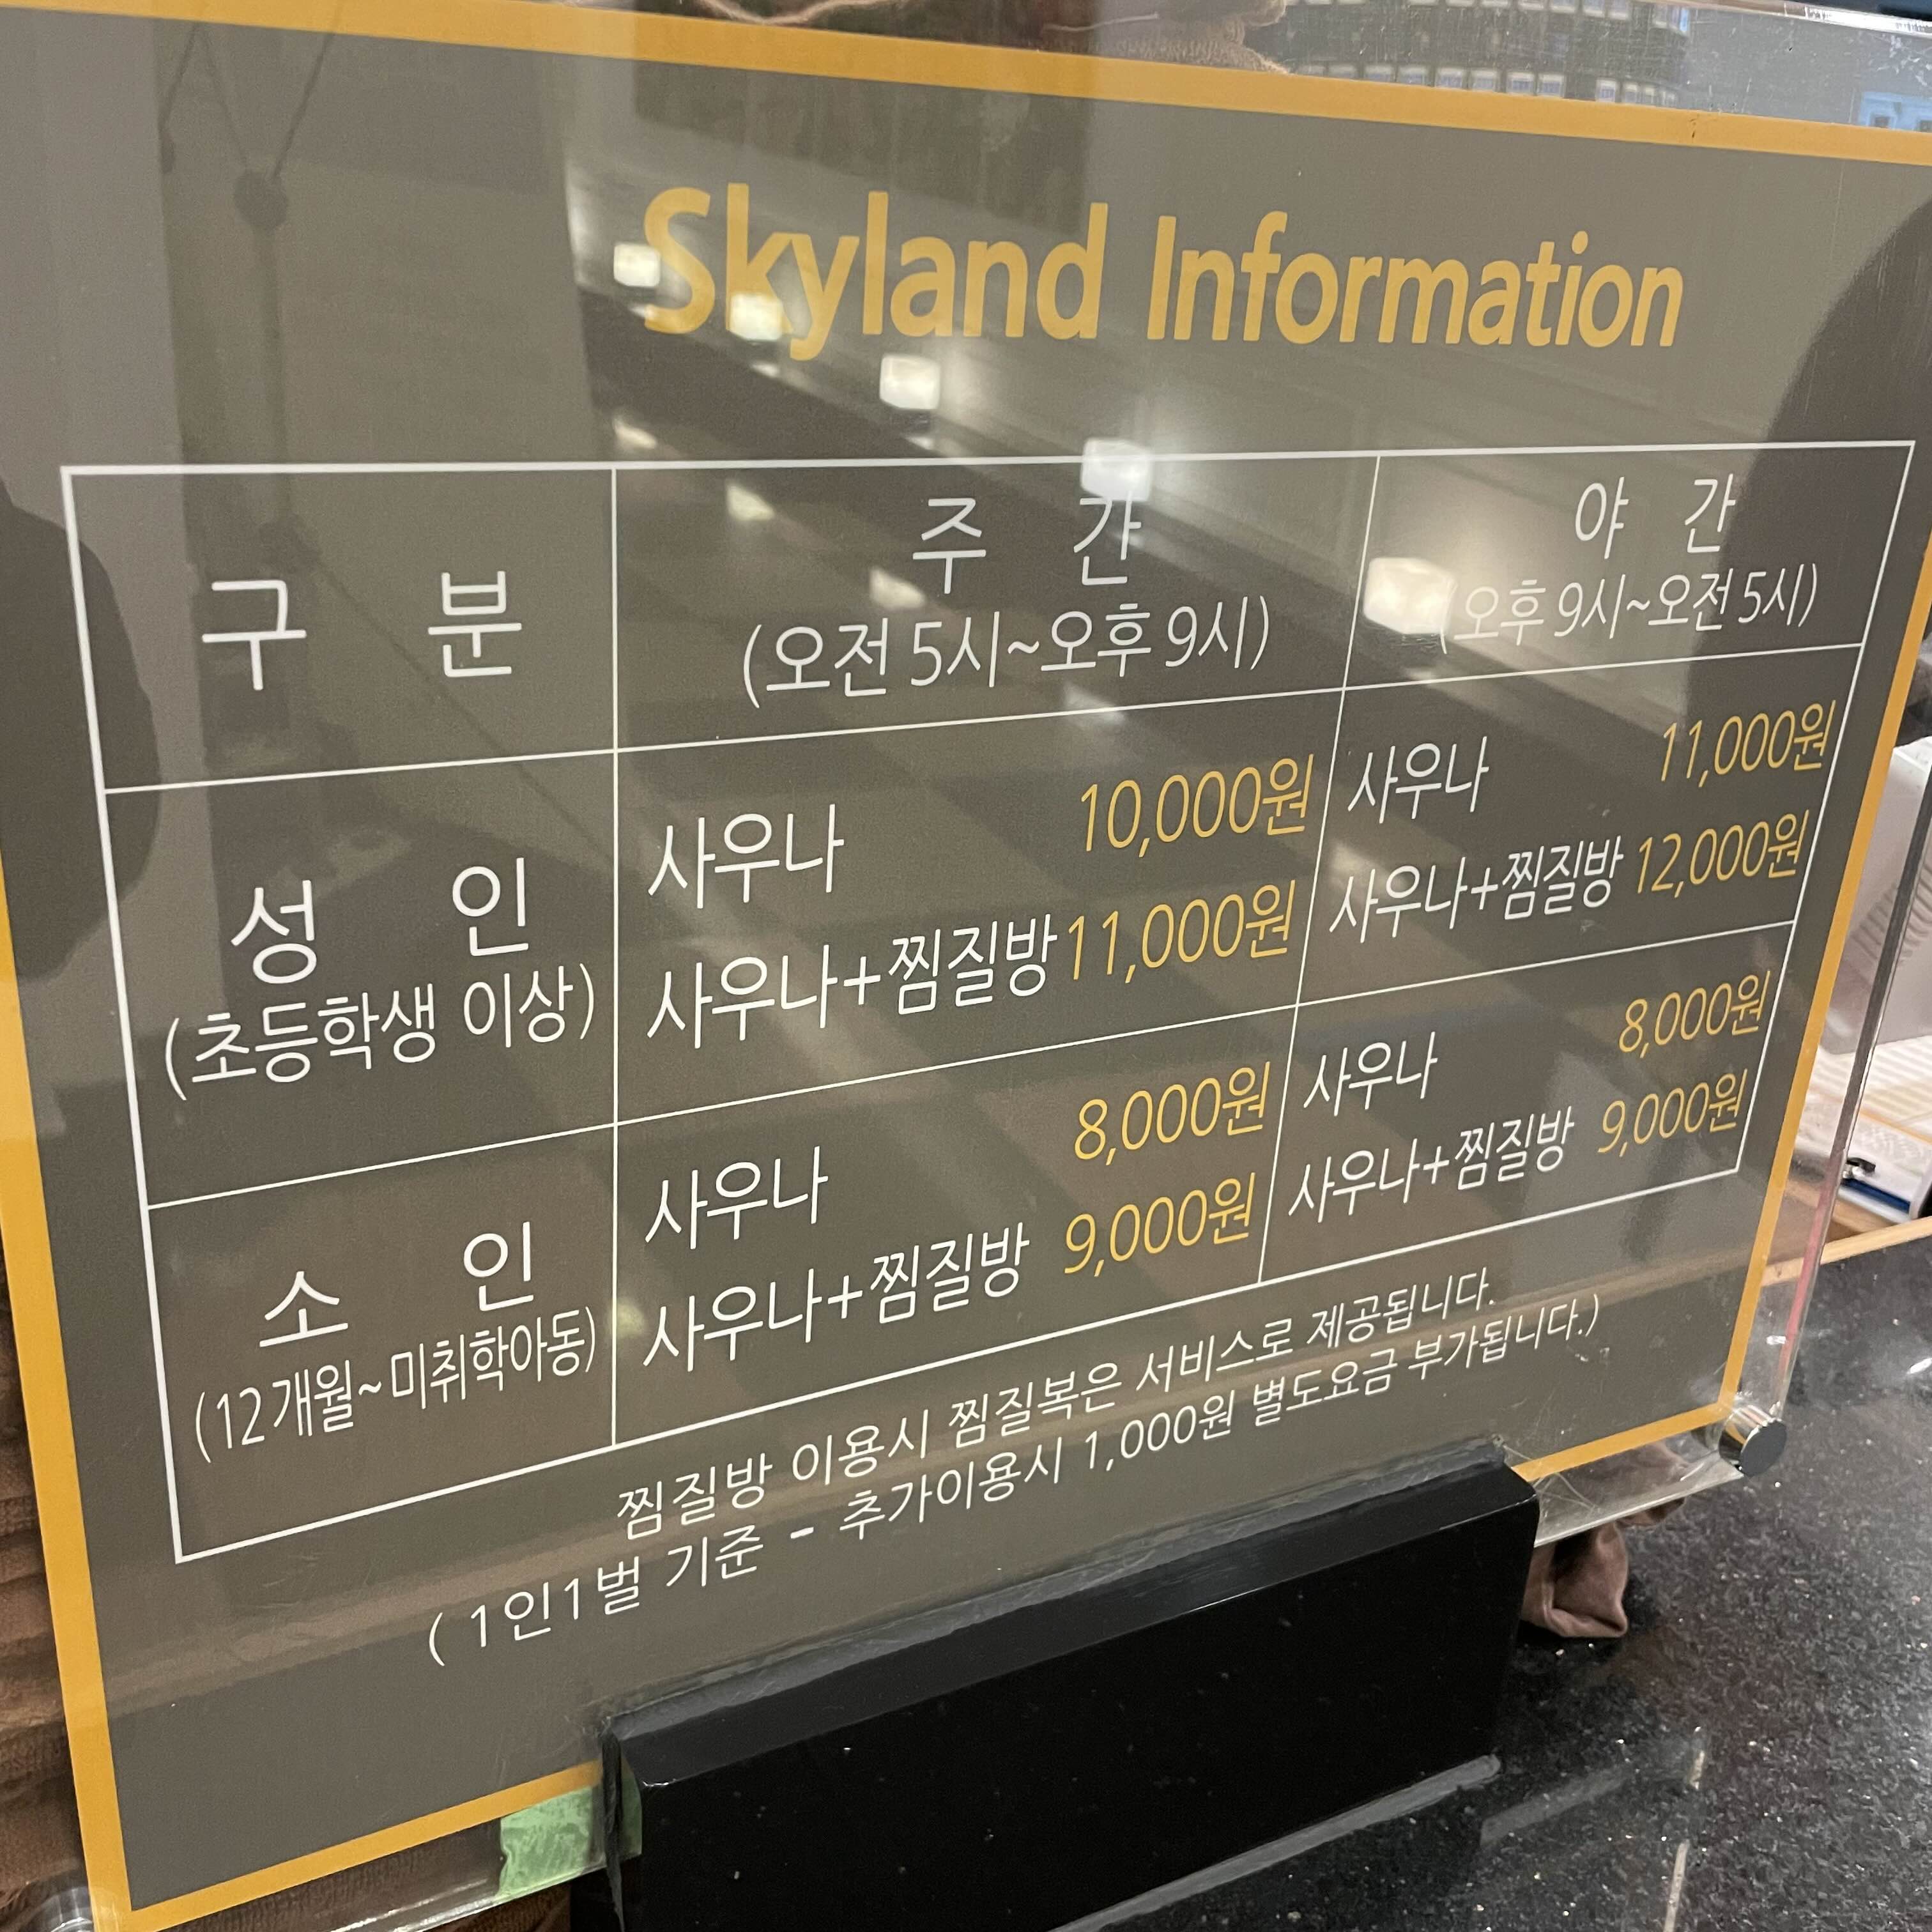 Skyland Information
구 분
주 간
(오전 5시~오후 9시)
야 간
(오후 9시~오전 5시)
성 인
(초등학생 이상)
사우나 10,000원
사우나+찜질방 11,000원
사우나 11,000원
사우나+찜질방 12,000원
소 인
(12개월~미취학아동)
사우나 8,000원
사우나+찜질방 9,000원
사우나 8,000원
사우나+찜질방 9,000원
찜질방 이용시 찜질복은 서비스로 제공됩니다.
( 1인1벌 기준 - 추가이용시 1,000원 별도요금 부가됩니다.)